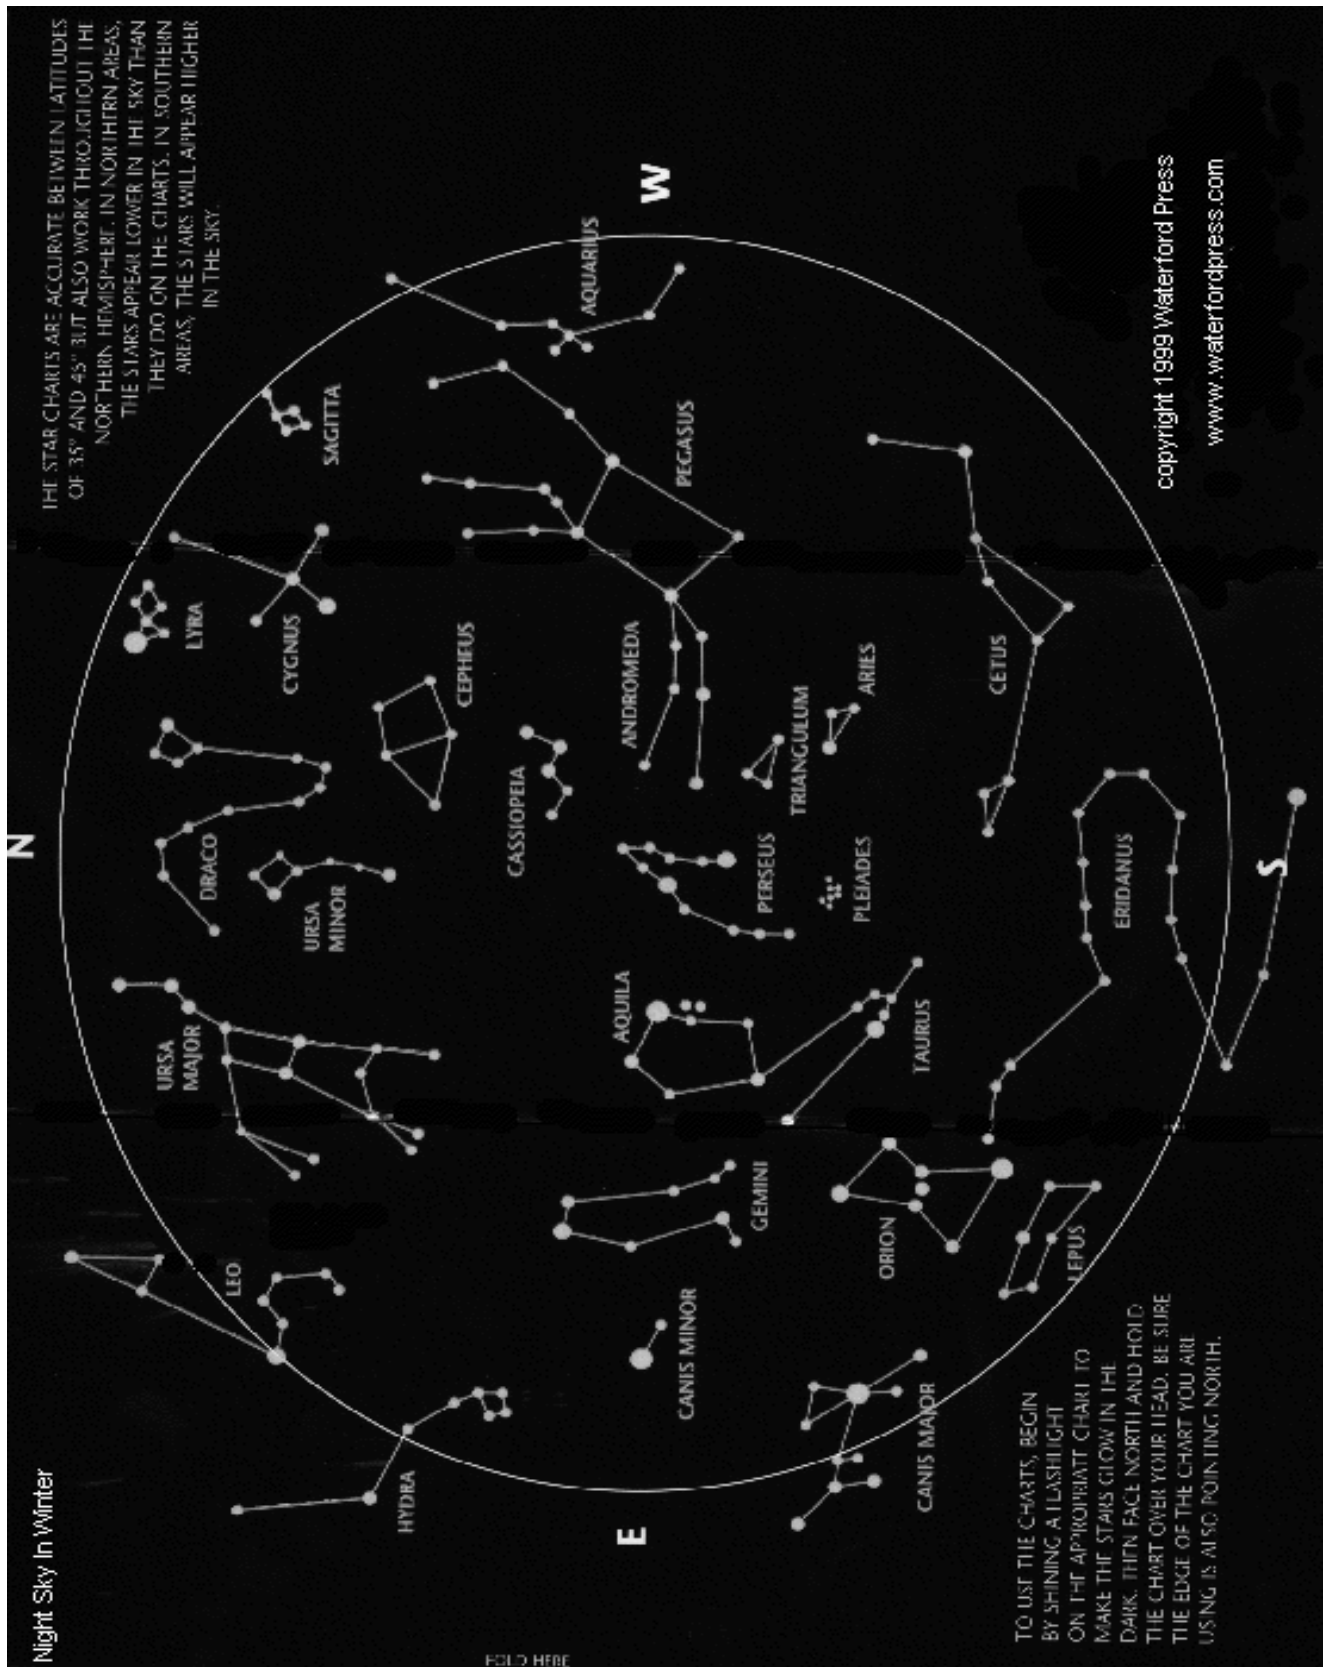 Night Sky In Winter
THE STAR CHARTS ARE ACCURATE BETWEEN LATITUDES
OF 35° AND 45° BUT ALSO WORK THROUGHOUT THE
NORTHERN HEMISPHERE. IN NORTHERN AREAS,
THE STARS APPEAR LOWER IN THE SKY THAN
THEY DO ON THE CHARTS. IN SOUTHERN
AREAS, THE STARS WILL APPEAR HIGHER
IN THE SKY.
N
LYRA
SAGITTA
CYGNUS
DRACO
URSA
MAJOR
URSA
MINOR
LEO
CEPHEUS
HYDRA
CASSIOPEIA
AQUARIUS
ANDROMEDA
AQUILA
E
W
PEGASUS
CANIS MINOR
GEMINI
PERSEUS
TRIANGULUM
PLEIADES
ARIES
ORION
TAURUS
CANIS MAJOR
CETUS
LEPUS
ERIDANUS
S
TO USE THE CHARTS, BEGIN
BY SHINING A FLASHLIGHT
ON THE APPROPRIATE CHART TO
MAKE THE STARS GLOW IN THE
DARK. THEN FACE NORTH AND HOLD
THE CHART OVER YOUR HEAD. BE SURE
THE EDGE OF THE CHART YOU ARE
USING IS ALSO POINTING NORTH.
copyright 1999 Waterford Press
www.waterfordpress.com
FOLD HERE